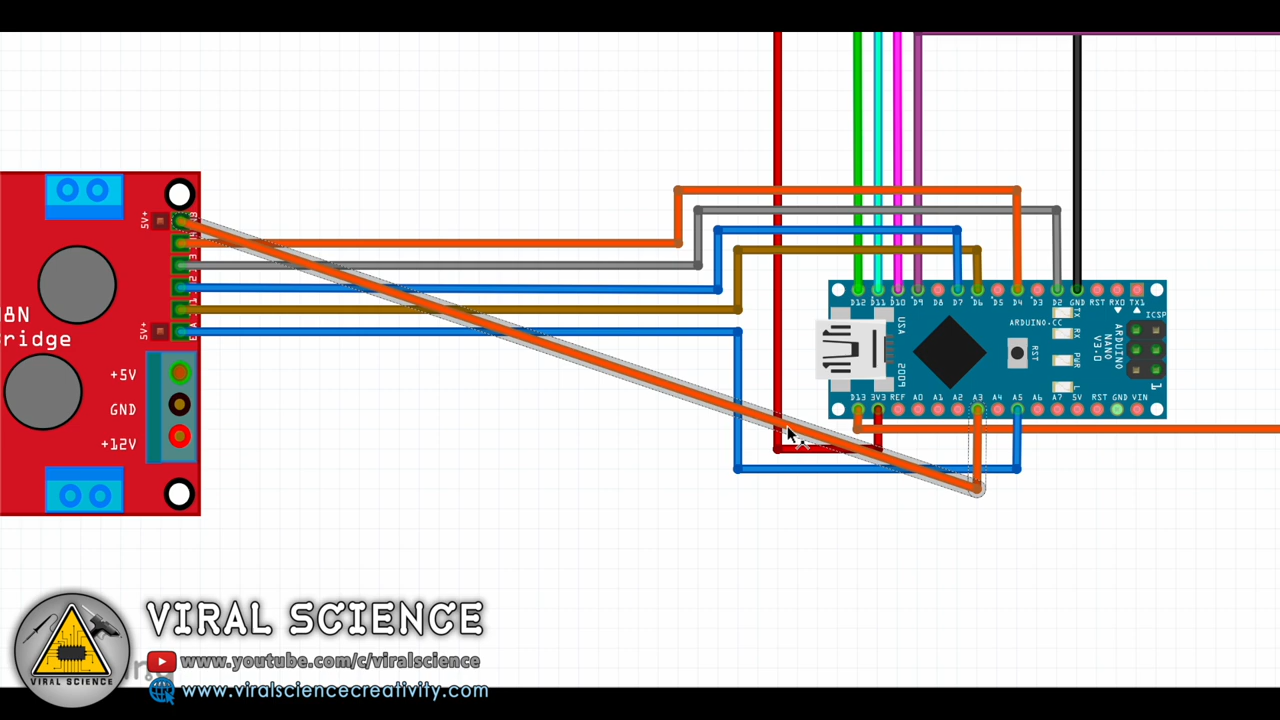 5V+
8N
Bridge
5V+
+5V
GND
+12V
D12 D11 D10 D9 D8 D7 D6 D5 D4 D3 D2 GND RST RX0 TX1
USA
2009
ARDUINO.CC
RST
TX
RX
PWR
L
ARDUINO
NANO
V3.0
ICSP
1
D13 3V3 REF A0 A1 A2 A3 A4 A5 A6 A7 5V RST GND VIN
VIRAL SCIENCE
www.youtube.com/c/viralscience
VIRAL SCIENCE
www.viralsciencecreativity.com